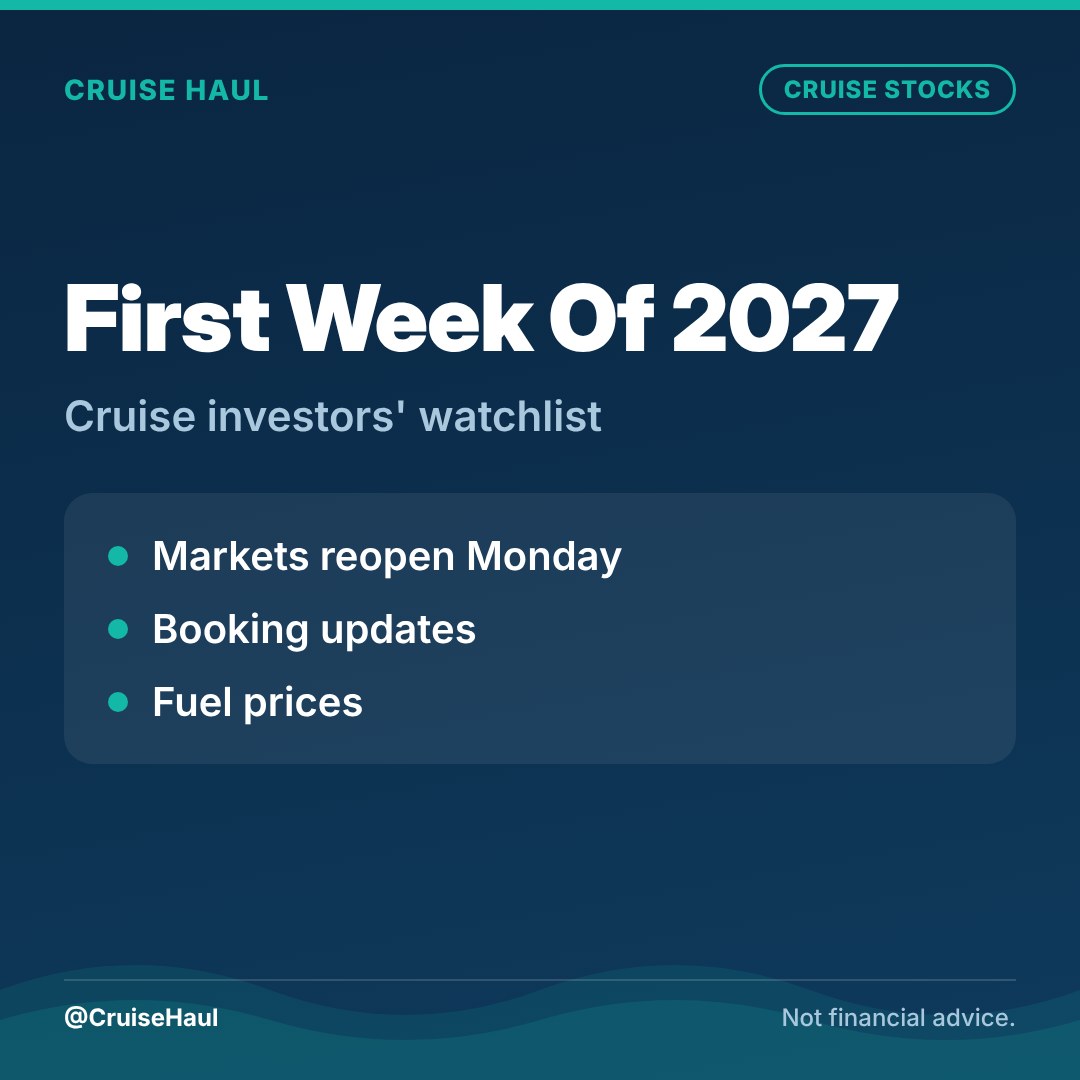 CRUISE HAUL
CRUISE STOCKS
First Week Of 2027
Cruise investors' watchlist
Markets reopen Monday
Booking updates
Fuel prices
@CruiseHaul
Not financial advice.